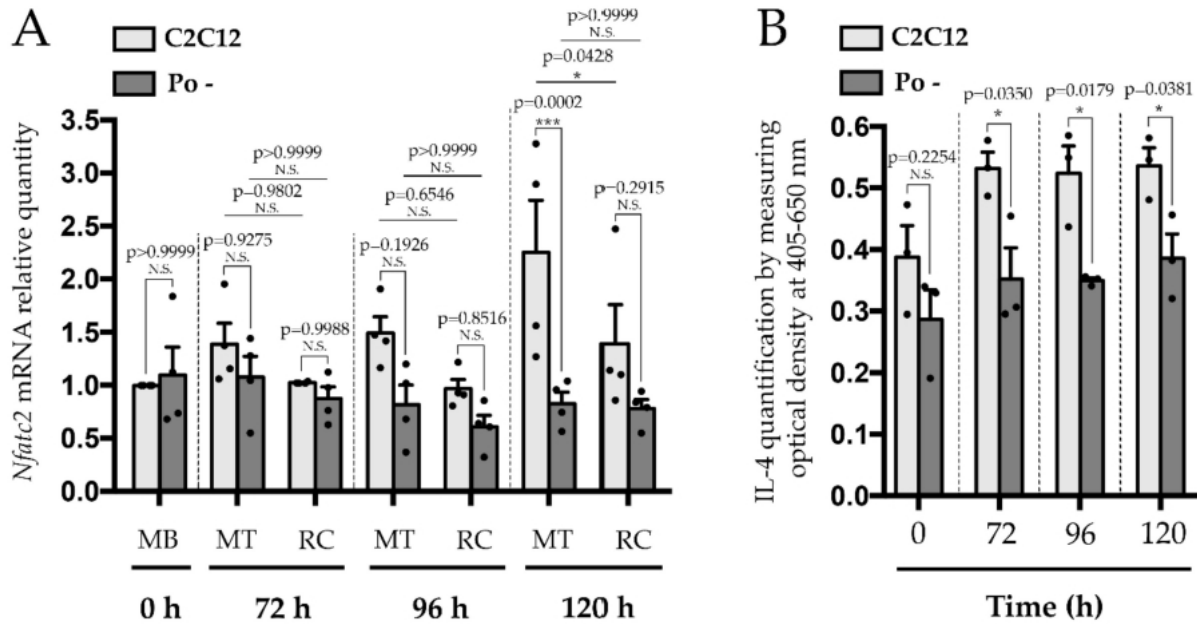 A
C2C12
Po -
Nfatc2 mRNA relative quantity
3.5
3.0
2.5
2.0
1.5
1.0
0.5
0.0
p>0.9999
N.S.
p=0.9275
N.S.
p=0.9802
N.S.
p>0.9999
N.S.
p=0.9988
N.S.
p=0.1926
N.S.
p=0.6546
N.S.
p>0.9999
N.S.
p=0.8516
N.S.
p=0.0002
***
p=0.0428
*
p>0.9999
N.S.
p=0.2915
N.S.
MB
MT
RC
MT
RC
MT
RC
0 h
72 h
96 h
120 h
B
C2C12
Po -
IL-4 quantification by measuring
optical density at 405-650 nm
0.6
0.5
0.3
0.3
0.1
0.1
0.0
p=0.2254
N.S.
p=0.0350
*
p=0.0179
*
p=0.0381
*
0
72
96
120
Time (h)